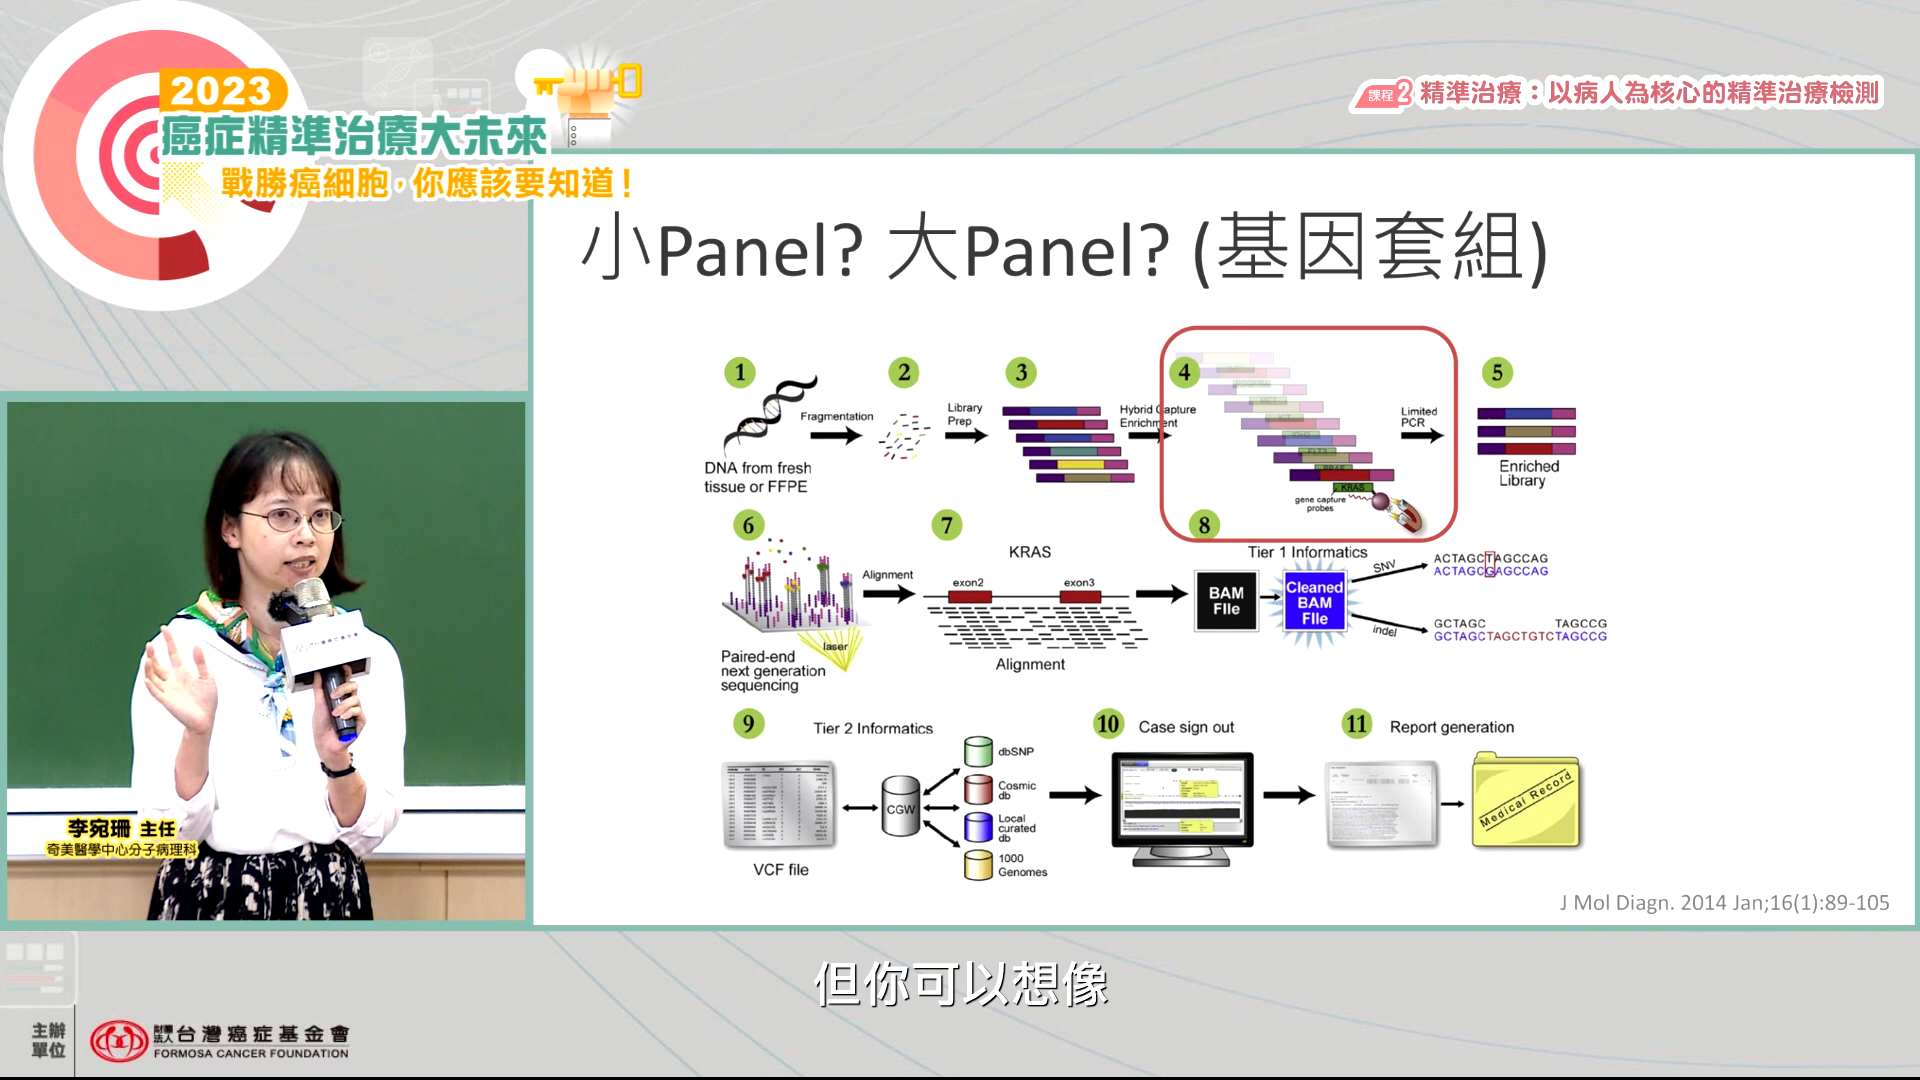 2023
癌症精準治療大未來
戰勝癌細胞,你應該要知道!
課程2 精準治療：以病人為核心的精準治療檢測
小Panel? 大Panel? (基因套組)
1
DNA from fresh
tissue or FFPE
Fragmentation
2
Library
Prep
3
Hybrid Capture
Enrichment
4
KRAS
gene capture
probes
Limited
PCR
5
Enriched
Library
6
laser
Paired-end
next generation
sequencing
Alignment
7
KRAS
exon2
exon3
Alignment
8
Tier 1 Informatics
BAM
FIle
Cleaned
BAM
FIle
SNV
ACTAGCTAGCCAG
ACTAGCGAGCCAG
indel
GCTAGC TAGCCG
GCTAGCTAGCTGTCTAGCCG
9
Tier 2 Informatics
VCF file
CGW
dbSNP
Cosmic
db
Local
curated
db
1000
Genomes
10
Case sign out
11
Report generation
Medical Record
J Mol Diagn. 2014 Jan;16(1):89-105
李宛珊 主任
奇美醫學中心分子病理科
但你可以想像
主辦
單位
財團
法人
台灣癌症基金會
FORMOSA CANCER FOUNDATION